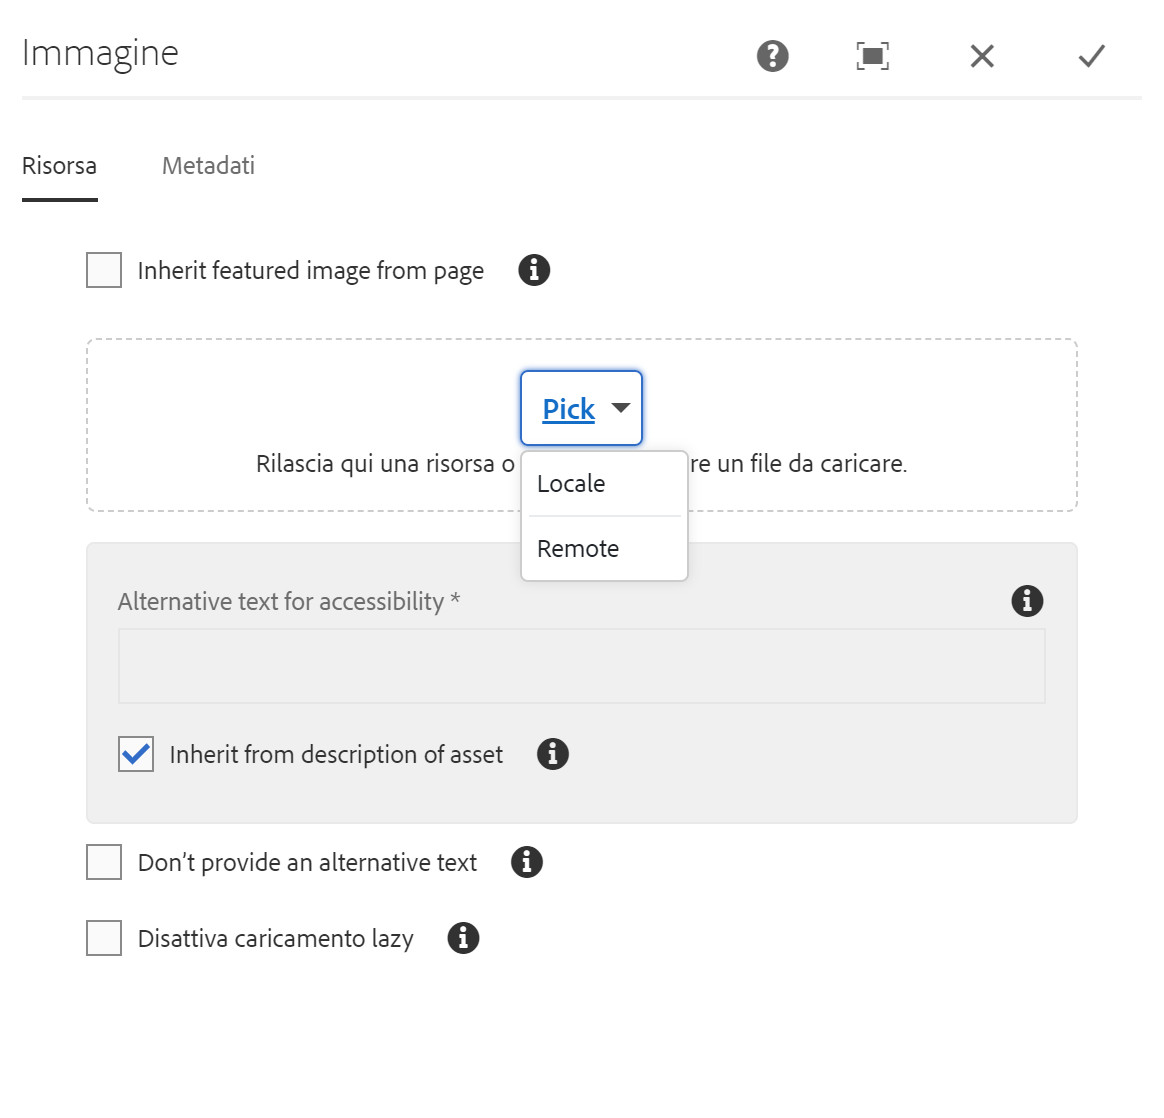 Immagine
Risorsa Metadati
Inherit featured image from page
Pick
Rilascia qui una risorsa o re un file da caricare.
Locale
Remote
Alternative text for accessibility *
Inherit from description of asset
Don't provide an alternative text
Disattiva caricamento lazy